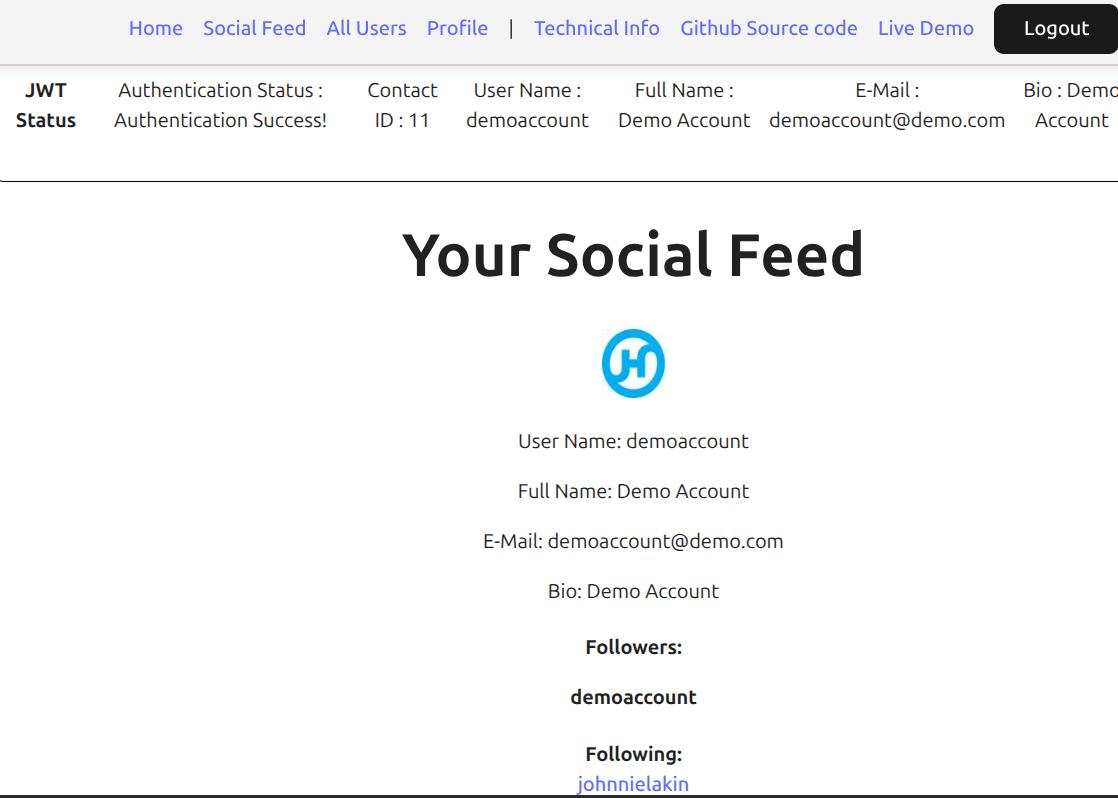 Home Social Feed All Users Profile | Technical Info Github Source code Live Demo Logout
JWT Authentication Status : Contact User Name : Full Name : E-Mail : Bio : Demo
Status Authentication Success! ID : 11 demoaccount Demo Account demoaccount@demo.com Account
Your Social Feed
JH
User Name: demoaccount
Full Name: Demo Account
E-Mail: demoaccount@demo.com
Bio: Demo Account
Followers:
demoaccount
Following:
johnnielakin